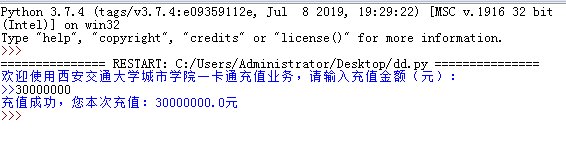 Python 3.7.4 (tags/v3.7.4:e09359112e, Jul  8 2019, 19:29:22) [MSC v.1916 32 bit
(Intel)] on win32
Type "help", "copyright", "credits" or "license()" for more information.
>>>
=============== RESTART: C:/Users/Administrator/Desktop/dd.py ===============
欢迎使用西安交通大学城市学院一卡通充值业务，请输入充值金额（元）：
>>30000000
充值成功，您本次充值：30000000.0元
>>>